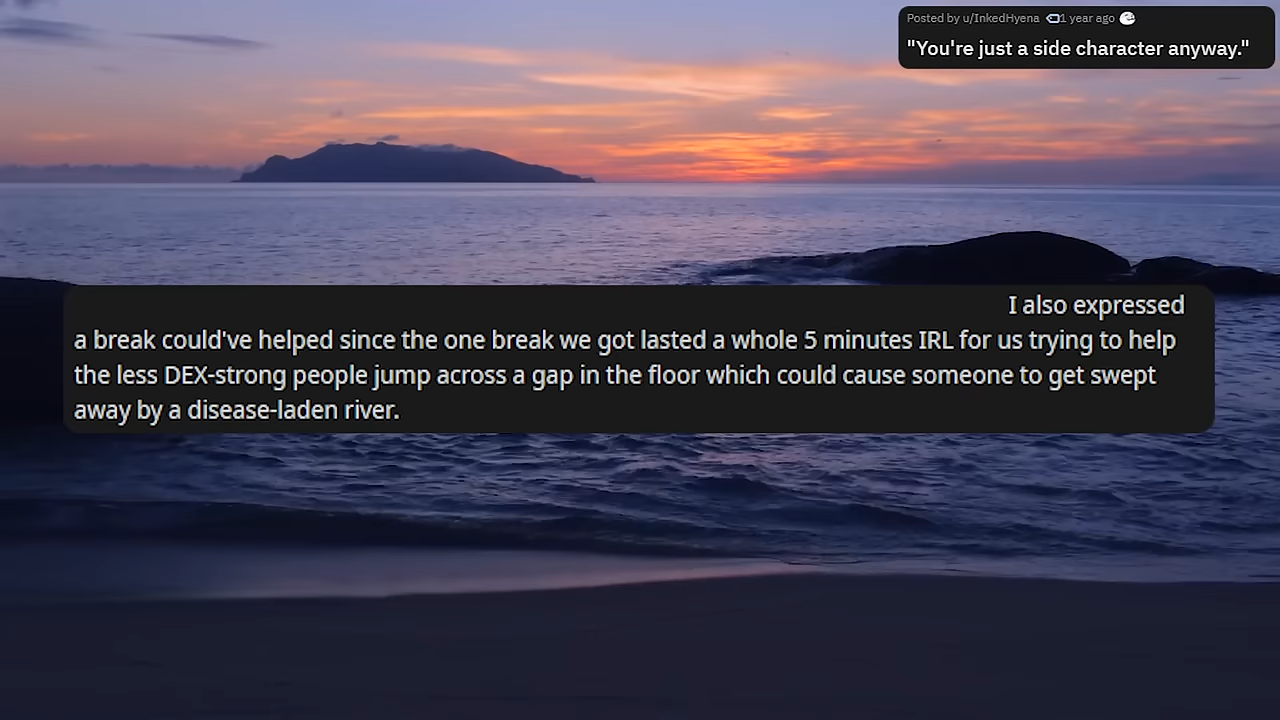 Posted by u/InkedHyena 1 year ago
"You're just a side character anyway."
I also expressed
a break could've helped since the one break we got lasted a whole 5 minutes IRL for us trying to help
the less DEX-strong people jump across a gap in the floor which could cause someone to get swept
away by a disease-laden river.